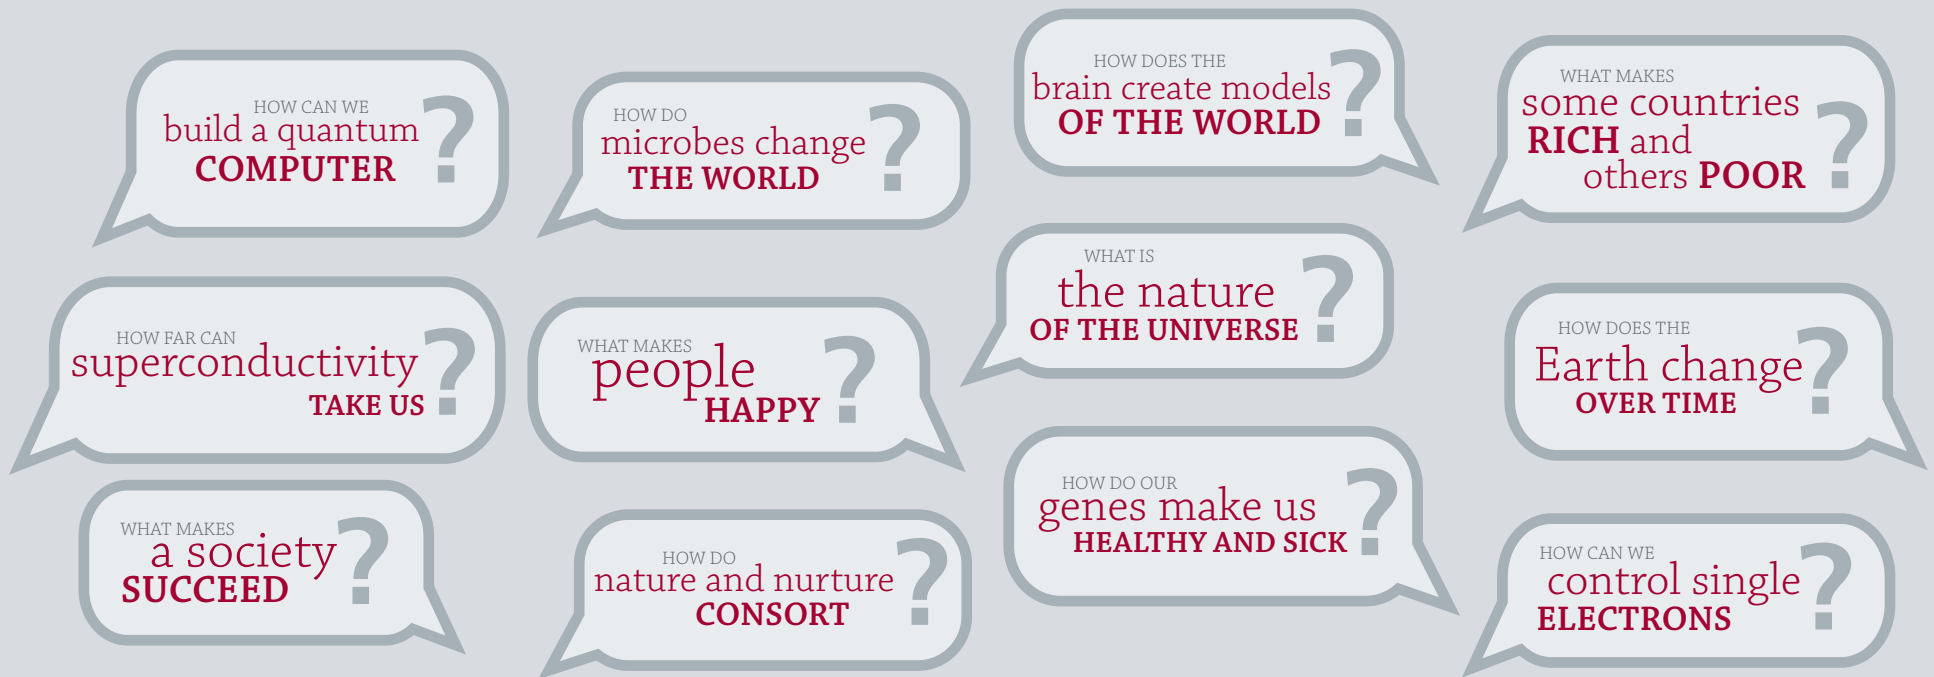 HOW CAN WE
build a quantum
COMPUTER
?
HOW DO
microbes change
THE WORLD
?
HOW DOES THE
brain create models
OF THE WORLD
?
WHAT MAKES
some countries
RICH and
others POOR
?
HOW FAR CAN
superconductivity
TAKE US
?
WHAT MAKES
people
HAPPY
?
WHAT IS
the nature
OF THE UNIVERSE
?
HOW DOES THE
Earth change
OVER TIME
?
WHAT MAKES
a society
SUCCEED
?
HOW DO
nature and nurture
CONSORT
?
HOW DO OUR
genes make us
HEALTHY AND SICK
?
HOW CAN WE
control single
ELECTRONS
?